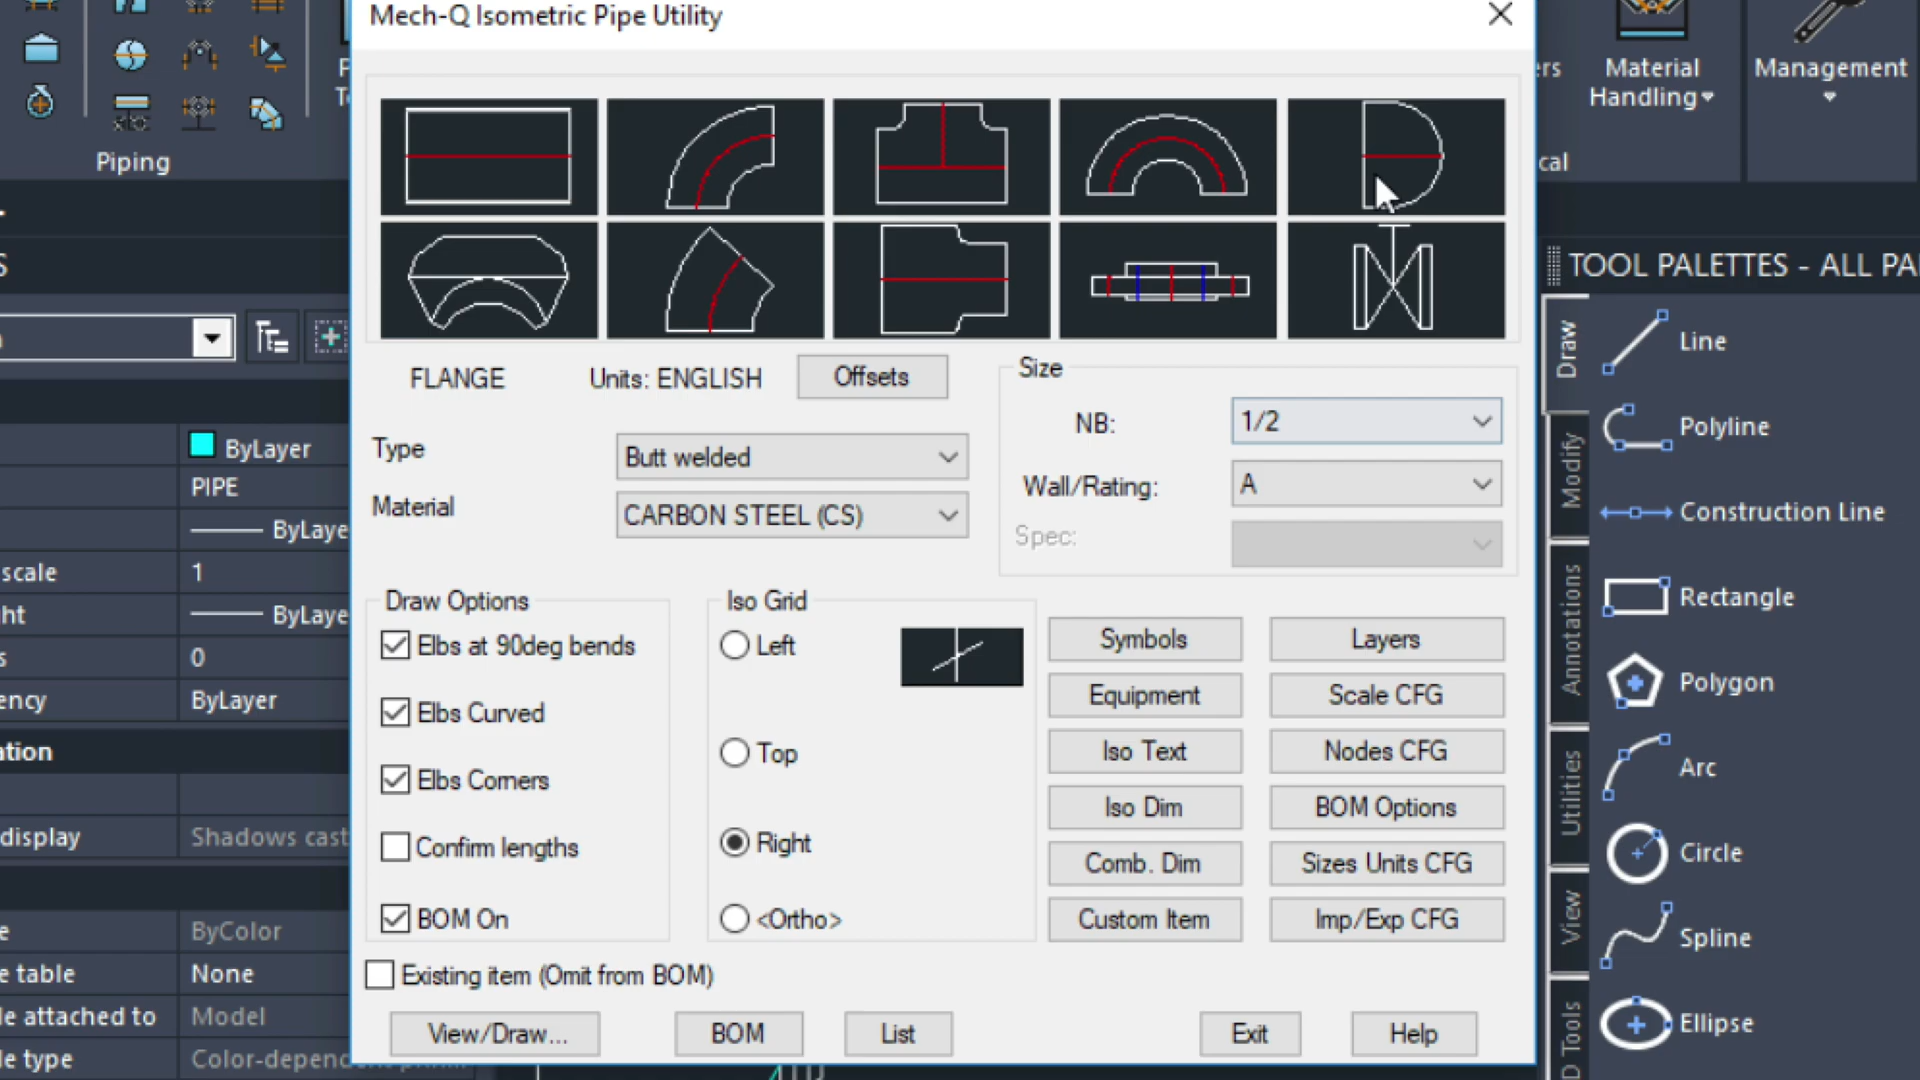 Mech-Q Isometric Pipe Utility
Material
Handling
Management
Piping
TOOL PALETTES - ALL PA
FLANGE
Units: ENGLISH
Offsets
Size
NB:
1/2
Type
Butt welded
Wall/Rating:
A
Material
CARBON STEEL (CS)
Spec:
Draw Options
Elbs at 90deg bends
Elbs Curved
Elbs Corners
Confirm lengths
BOM On
Iso Grid
Left
Top
Right
<Ortho>
Symbols
Layers
Equipment
Scale CFG
Iso Text
Nodes CFG
Iso Dim
BOM Options
Comb. Dim
Sizes Units CFG
Custom Item
Imp/Exp CFG
Existing item (Omit from BOM)
View/Draw...
BOM
List
Exit
Help
ByLayer
PIPE
ByLaye
scale
1
ht
ByLaye
s
0
ency
ByLayer
ation
display
Shadows cast
e
ByColor
e table
None
le attached to
Model
le type
Draw
Modify
Annotations
Utilities
View
D Tools
Line
Polyline
Construction Line
Rectangle
Polygon
Arc
Circle
Spline
Ellipse